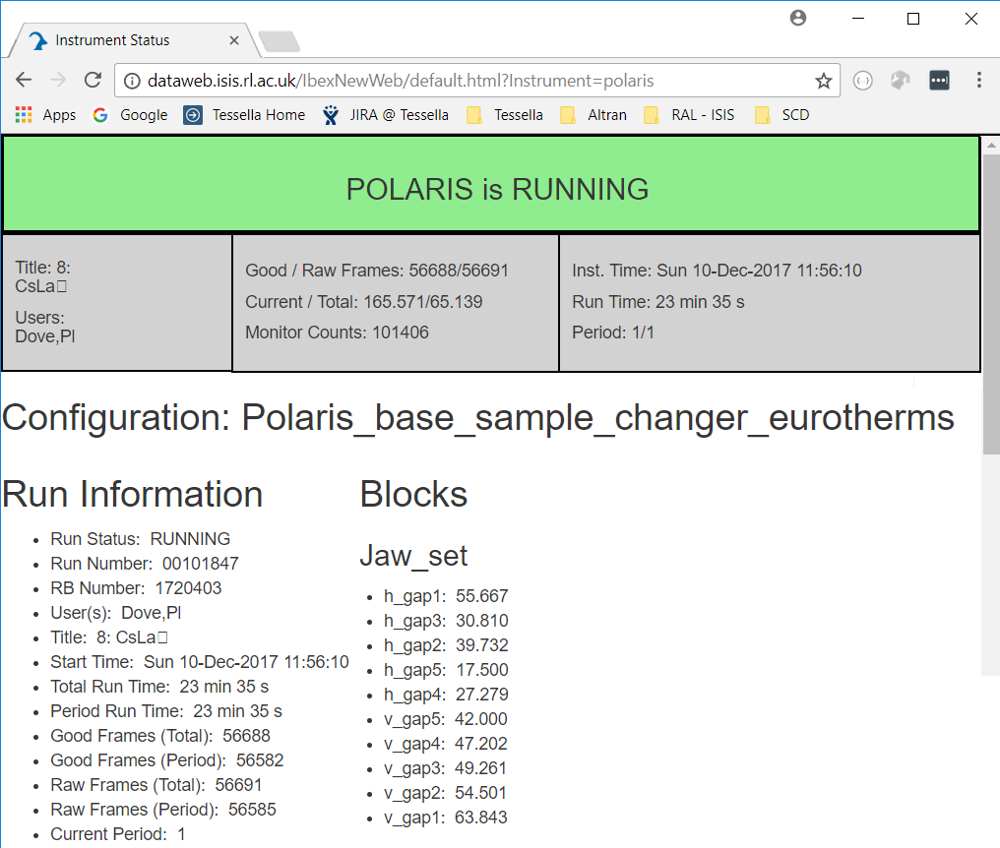 Instrument Status
dataweb.isis.rl.ac.uk/IbexNewWeb/default.html?Instrument=polaris
Apps Google Tessella Home JIRA @ Tessella Tessella Altran RAL - ISIS SCD
POLARIS is RUNNING
Title: 8:
CsLa□
Users:
Dove,Pl
Good / Raw Frames: 56688/56691
Current / Total: 165.571/65.139
Monitor Counts: 101406
Inst. Time: Sun 10-Dec-2017 11:56:10
Run Time: 23 min 35 s
Period: 1/1
Configuration: Polaris_base_sample_changer_eurotherms
Run Information
Run Status: RUNNING
Run Number: 00101847
RB Number: 1720403
User(s): Dove,Pl
Title: 8: CsLa□
Start Time: Sun 10-Dec-2017 11:56:10
Total Run Time: 23 min 35 s
Period Run Time: 23 min 35 s
Good Frames (Total): 56688
Good Frames (Period): 56582
Raw Frames (Total): 56691
Raw Frames (Period): 56585
Current Period: 1
Blocks
Jaw_set
h_gap1: 55.667
h_gap3: 30.810
h_gap2: 39.732
h_gap5: 17.500
h_gap4: 27.279
v_gap5: 42.000
v_gap4: 47.202
v_gap3: 49.261
v_gap2: 54.501
v_gap1: 63.843